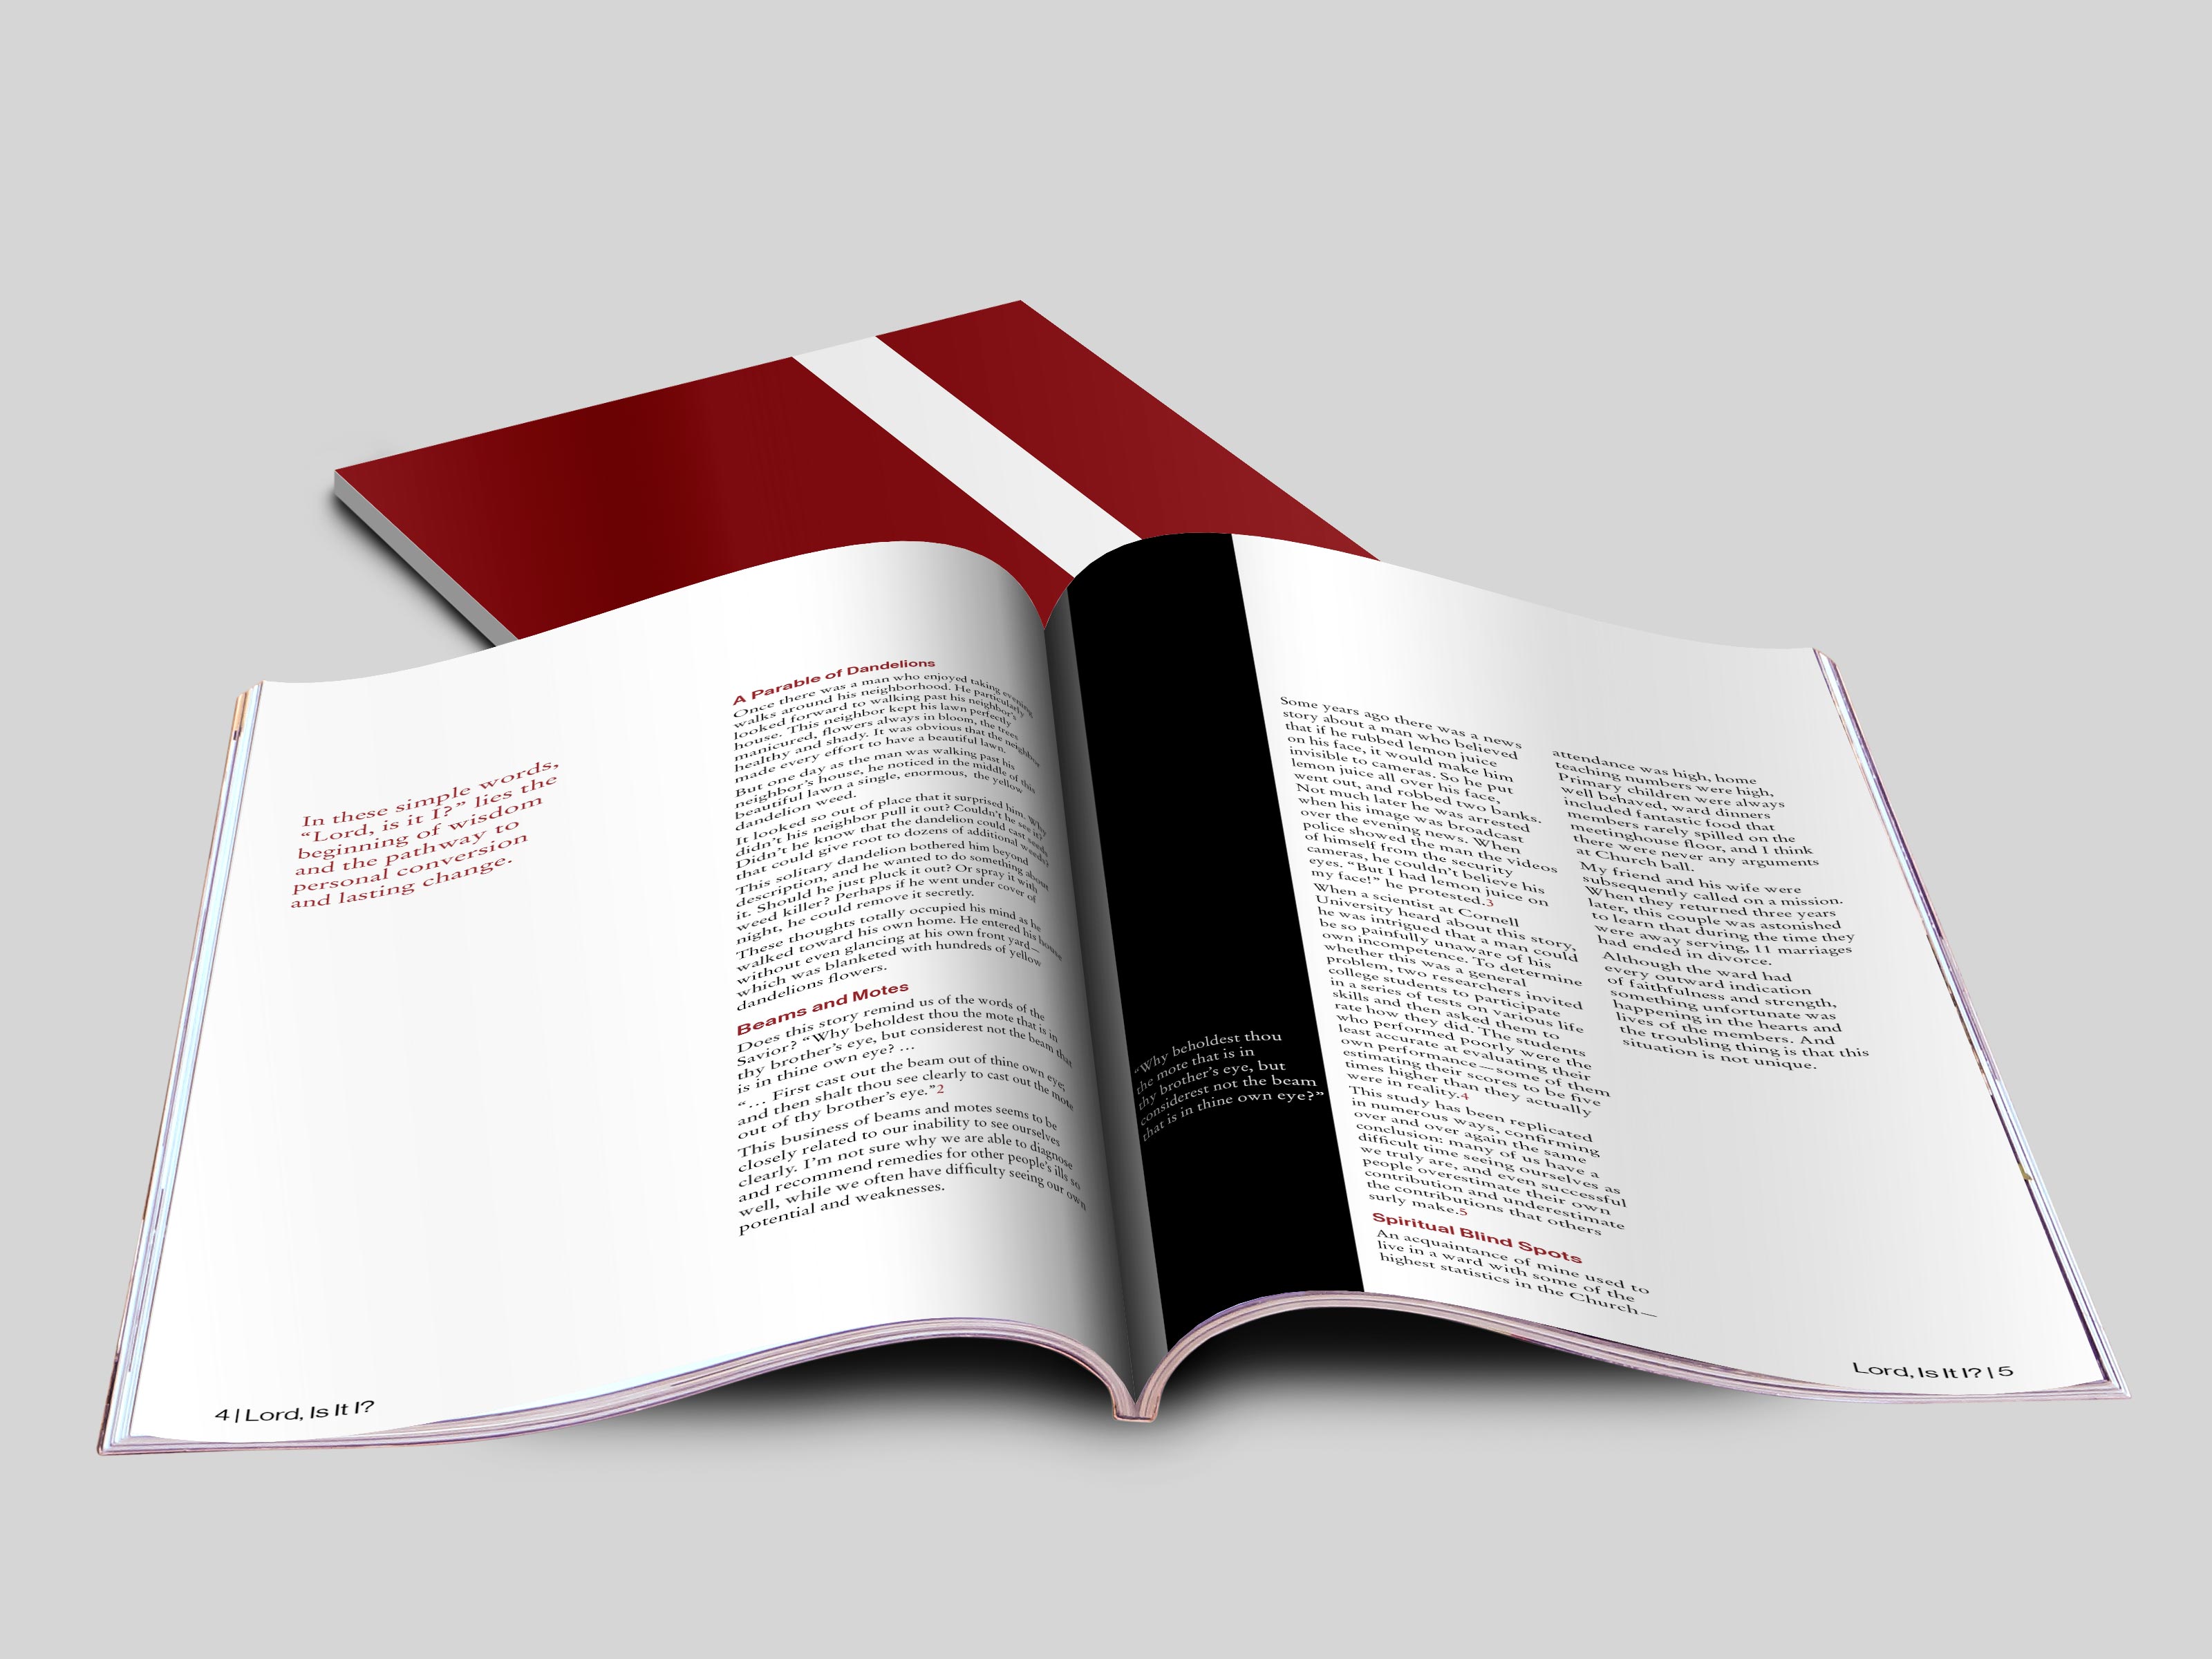 In these simple words,
“Lord, is it I?” lies the
beginning of wisdom
and the pathway to
personal conversion
and lasting change.
A Parable of Dandelions
Once there was a man who enjoyed taking evening
walks around his neighborhood. He particularly
looked forward to walking past his neighbor’s
house. This neighbor kept his lawn perfectly
manicured, flowers always in bloom, the trees
healthy and shady. It was obvious that the neighbor
made every effort to have a beautiful lawn.
But one day as the man was walking past his
neighbor’s house, he noticed in the middle of this
beautiful lawn a single, enormous, the yellow
dandelion weed.
It looked so out of place that it surprised him. Why
didn’t his neighbor pull it out? Couldn’t he see it?
Didn’t he know that the dandelion could cast seeds
that could give root to dozens of additional weeds?
This solitary dandelion bothered him beyond
description, and he wanted to do something about
it. Should he just pluck it out? Or spray it with
weed killer? Perhaps if he went under cover of
night, he could remove it secretly.
These thoughts totally occupied his mind as he
walked toward his own home. He entered his house
without even glancing at his own front yard—
which was blanketed with hundreds of yellow
dandelions flowers.
Beams and Motes
Does this story remind us of the words of the
Savior? “Why beholdest thou the mote that is in
thy brother’s eye, but considerest not the beam that
is in thine own eye? …
“… First cast out the beam out of thine own eye;
and then shalt thou see clearly to cast out the mote
out of thy brother’s eye.”2
This business of beams and motes seems to be
closely related to our inability to see ourselves
clearly. I’m not sure why we are able to diagnose
and recommend remedies for other people’s ills so
well, while we often have difficulty seeing our own
potential and weaknesses.
4 | Lord, Is It I?
“Why beholdest thou
the mote that is in
thy brother’s eye, but
considerest not the beam
that is in thine own eye?”
Some years ago there was a news
story about a man who believed
that if he rubbed lemon juice
on his face, it would make him
invisible to cameras. So he put
lemon juice all over his face,
went out, and robbed two banks.
Not much later he was arrested
when his image was broadcast
over the evening news. When
police showed the man the videos
of himself from the security
cameras, he couldn’t believe his
eyes. “But I had lemon juice on
my face!” he protested.3
When a scientist at Cornell
University heard about this story,
he was intrigued that a man could
be so painfully unaware of his
own incompetence. To determine
whether this was a general
problem, two researchers invited
college students to participate
in a series of tests on various life
skills and then asked them to
rate how they did. The students
who performed poorly were the
least accurate at evaluating their
own performance—some of them
estimating their scores to be five
times higher than they actually
were in reality.4
This study has been replicated
in numerous ways, confirming
over and over again the same
conclusion: many of us have a
difficult time seeing ourselves as
we truly are, and even successful
people overestimate their own
contribution and underestimate
the contributions that others
surly make.5
Spiritual Blind Spots
An acquaintance of mine used to
live in a ward with some of the
highest statistics in the Church—
attendance was high, home
teaching numbers were high,
Primary children were always
well behaved, ward dinners
included fantastic food that
members rarely spilled on the
meetinghouse floor, and I think
there were never any arguments
at Church ball.
My friend and his wife were
subsequently called on a mission.
When they returned three years
later, this couple was astonished
to learn that during the time they
were away serving, 11 marriages
had ended in divorce.
Although the ward had
every outward indication
of faithfulness and strength,
something unfortunate was
happening in the hearts and
lives of the members. And
the troubling thing is that this
situation is not unique.
Lord, Is It I? | 5